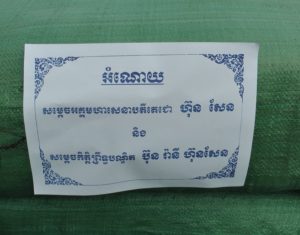 អំណោយ
សម្តេចអគ្គមហាសេនាបតីតេជោ ហ៊ុន សែន
និង
សម្តេចកិត្តិព្រឹទ្ធបណ្ឌិត ប៊ុន រ៉ានី ហ៊ុនសែន